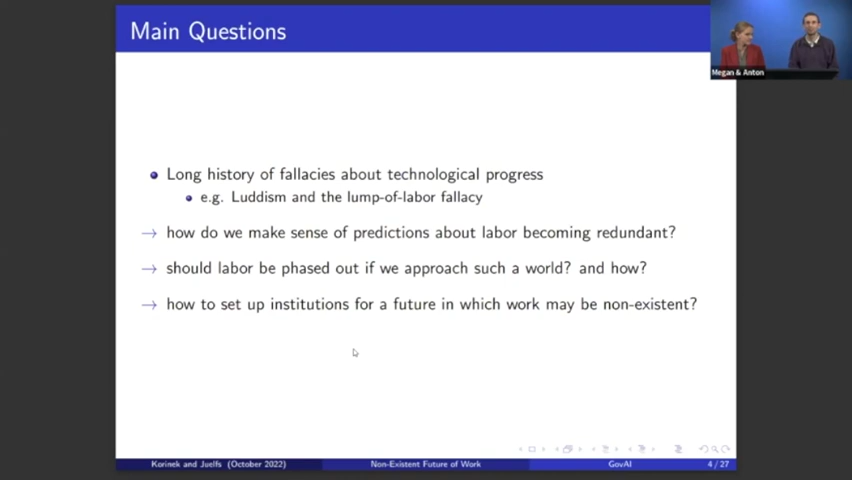 Main Questions
Megan & Anton
Long history of fallacies about technological progress
e.g. Luddism and the lump-of-labor fallacy
→ how do we make sense of predictions about labor becoming redundant?
→ should labor be phased out if we approach such a world? and how?
→ how to set up institutions for a future in which work may be non-existent?
Korinek and Juelfs (October 2022) Non-Existent Future of Work GovAI 4 / 27